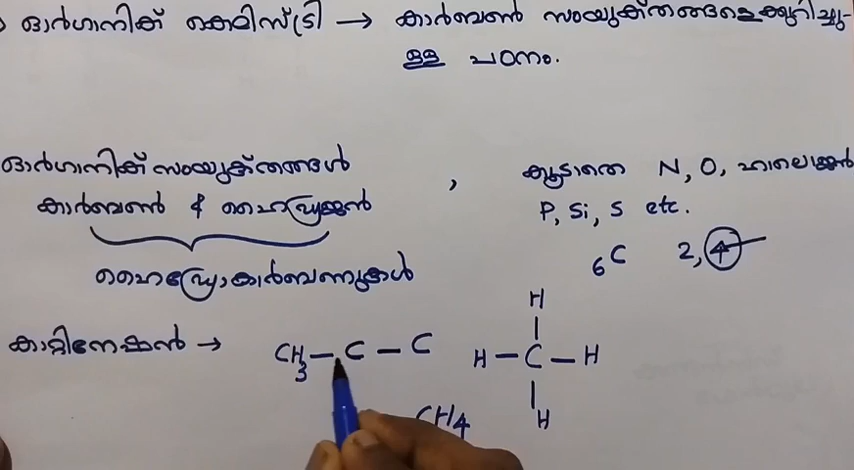 ഓർഗാനിക് കെമിസ്ട്രി → കാർബൺ സംയുക്തങ്ങളെക്കുറിച്ചു-
ള്ള പഠനം.
ഓർഗാനിക് സംയുക്തങ്ങൾ , കൂടാതെ N, O, ഹാലൊജൻ
കാർബൺ & ഹൈഡ്രജൻ P, Si, S etc.
₆C 2, 4
ഹൈഡ്രോകാർബണുകൾ
H
കാറ്റിനേഷൻ → CH₃ — C — C H — C — H
H
CH₄